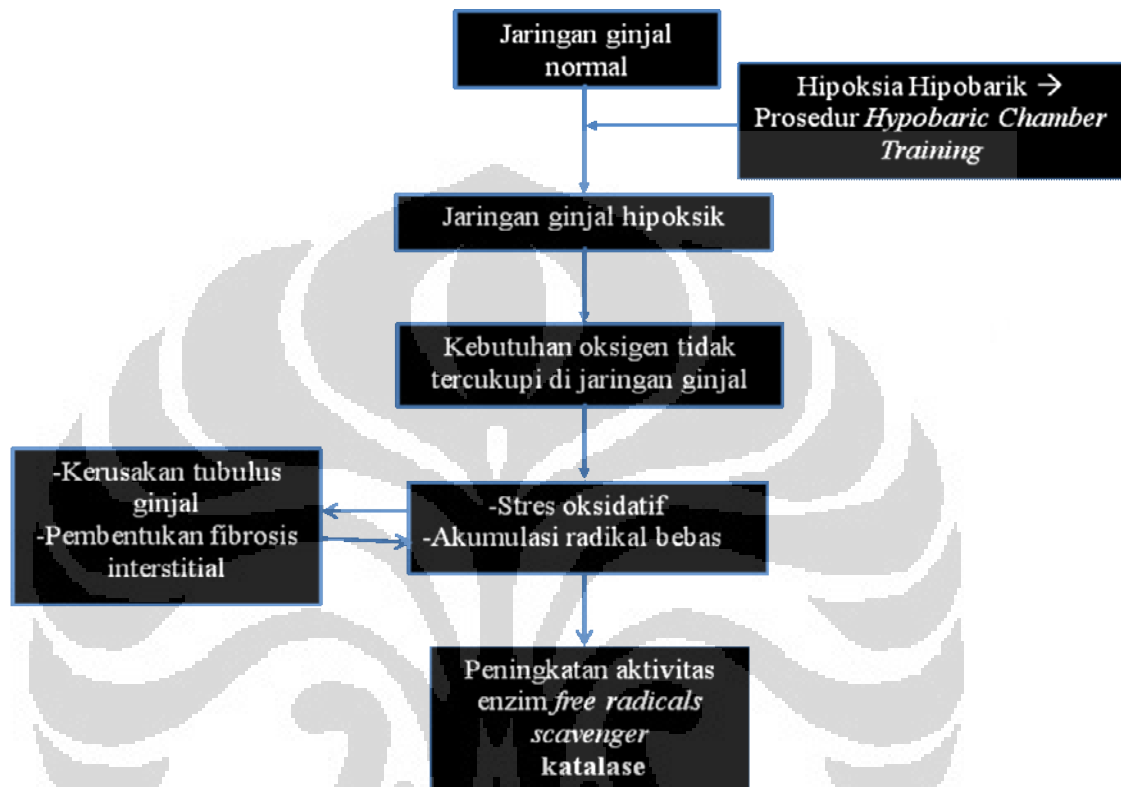 Jaringan ginjal
normal
Hipoksia Hipobarik →
Prosedur Hypobaric Chamber
Training
Jaringan ginjal hipoksik
Kebutuhan oksigen tidak
tercukupi di jaringan ginjal
-Kerusakan tubulus
ginjal
-Pembentukan fibrosis
interstitial
-Stres oksidatif
-Akumulasi radikal bebas
Peningkatan aktivitas
enzim free radicals
scavenger
katalase